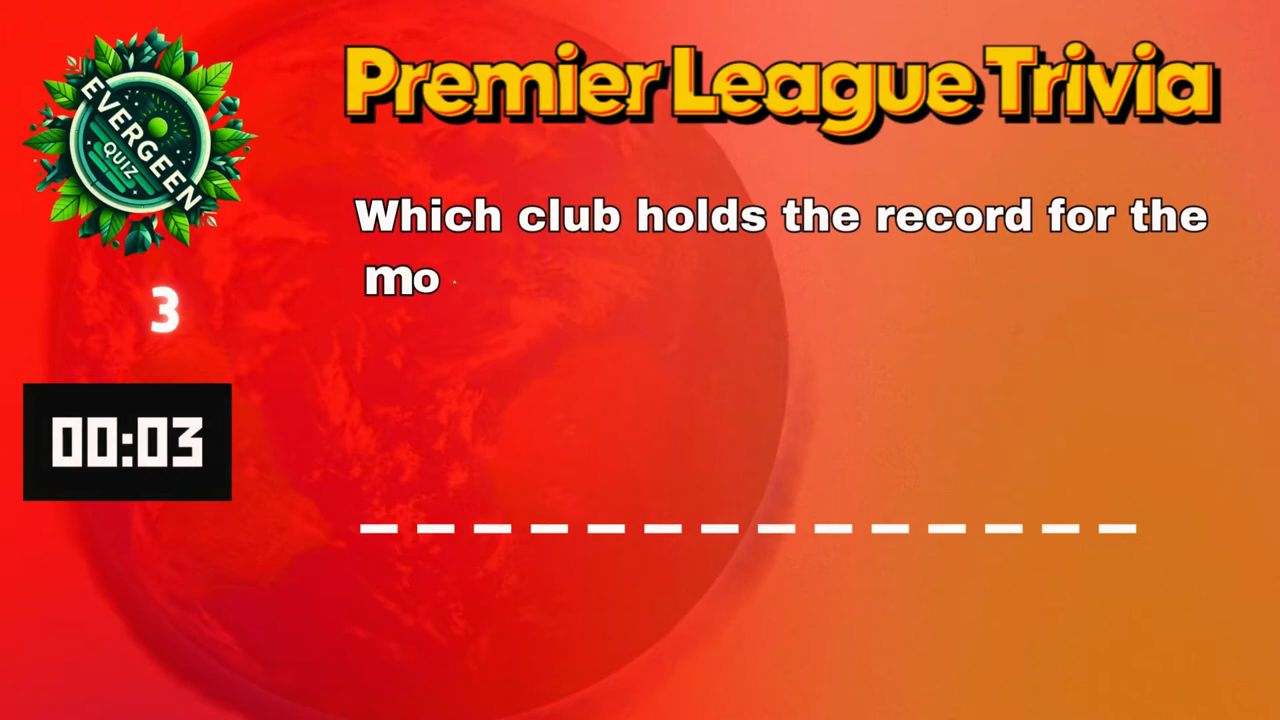 EVERGEEN
QUIZ
Premier League Trivia
Which club holds the record for the
mo
3
00:03